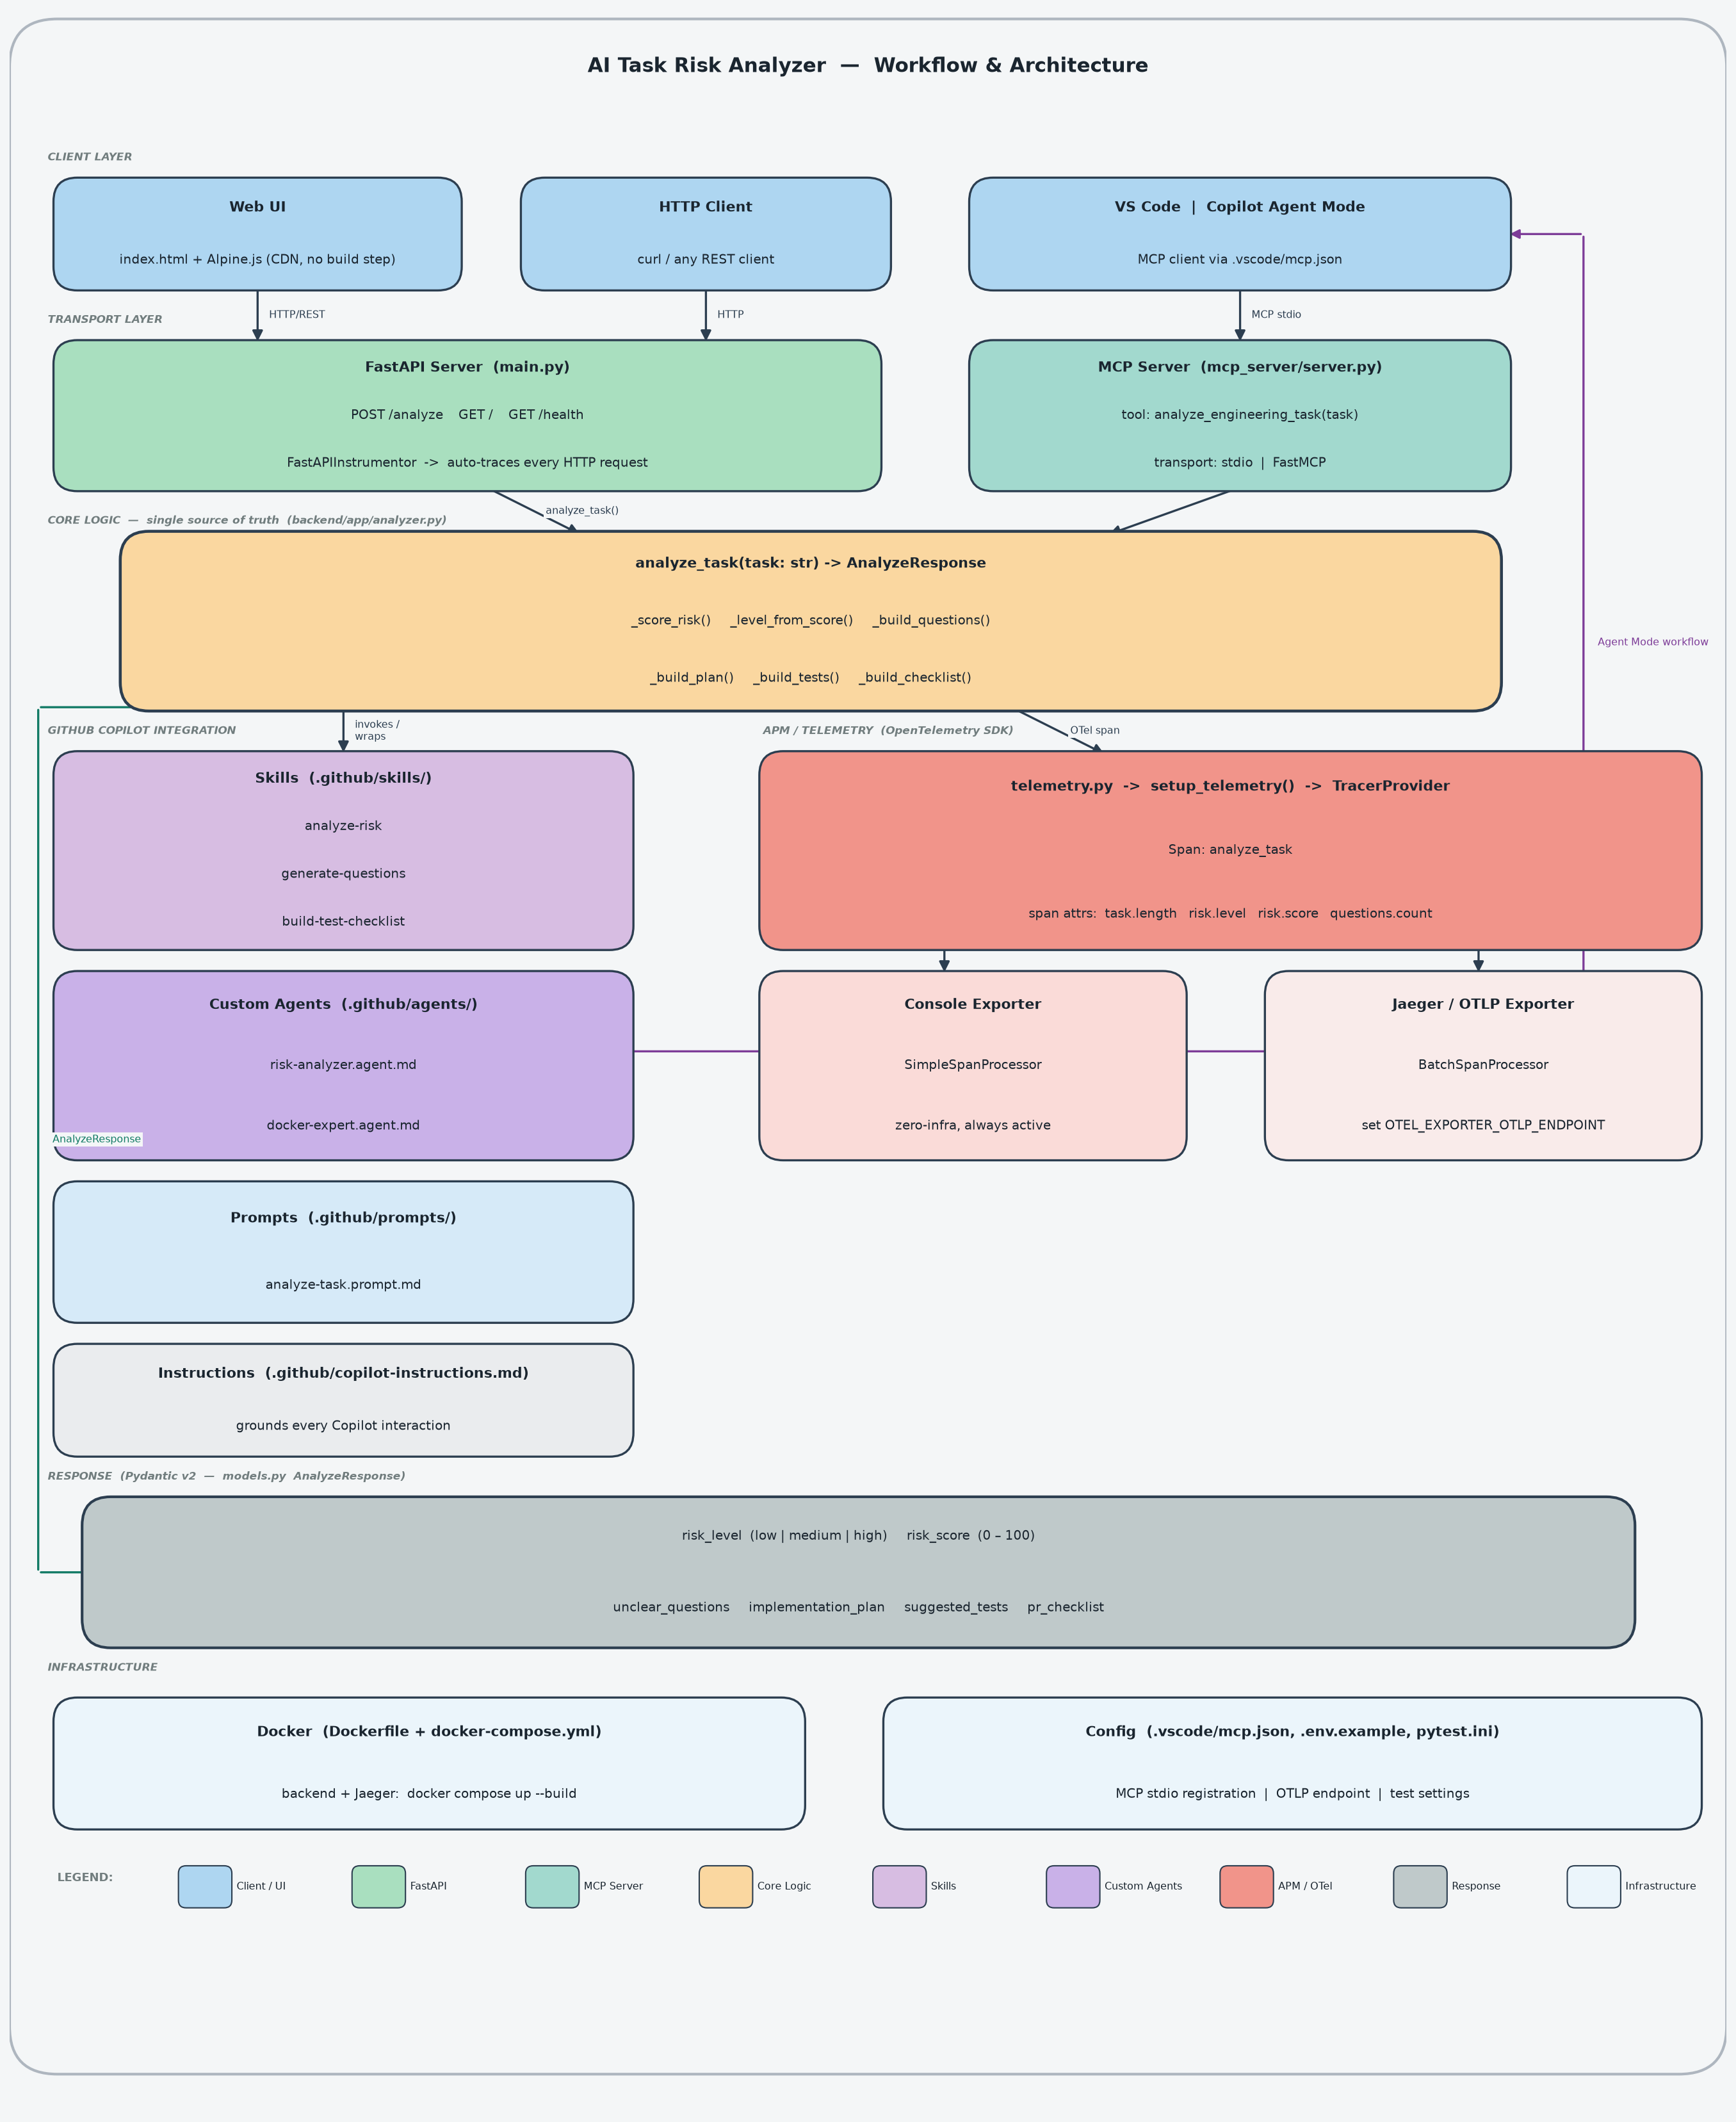 AI Task Risk Analyzer — Workflow & Architecture
CLIENT LAYER
Web UI
index.html + Alpine.js (CDN, no build step)
HTTP Client
curl / any REST client
VS Code | Copilot Agent Mode
MCP client via .vscode/mcp.json
HTTP/REST
HTTP
MCP stdio
TRANSPORT LAYER
FastAPI Server (main.py)
POST /analyze GET / GET /health
FastAPIInstrumentor -> auto-traces every HTTP request
MCP Server (mcp_server/server.py)
tool: analyze_engineering_task(task)
transport: stdio | FastMCP
analyze_task()
CORE LOGIC — single source of truth (backend/app/analyzer.py)
analyze_task(task: str) -> AnalyzeResponse
_score_risk() _level_from_score() _build_questions()
_build_plan() _build_tests() _build_checklist()
Agent Mode workflow
invokes /
wraps
OTel span
GITHUB COPILOT INTEGRATION
Skills (.github/skills/)
analyze-risk
generate-questions
build-test-checklist
APM / TELEMETRY (OpenTelemetry SDK)
telemetry.py -> setup_telemetry() -> TracerProvider
Span: analyze_task
span attrs: task.length risk.level risk.score questions.count
Custom Agents (.github/agents/)
risk-analyzer.agent.md
docker-expert.agent.md
AnalyzeResponse
Console Exporter
SimpleSpanProcessor
zero-infra, always active
Jaeger / OTLP Exporter
BatchSpanProcessor
set OTEL_EXPORTER_OTLP_ENDPOINT
Prompts (.github/prompts/)
analyze-task.prompt.md
Instructions (.github/copilot-instructions.md)
grounds every Copilot interaction
RESPONSE (Pydantic v2 — models.py AnalyzeResponse)
risk_level (low | medium | high) risk_score (0 – 100)
unclear_questions implementation_plan suggested_tests pr_checklist
INFRASTRUCTURE
Docker (Dockerfile + docker-compose.yml)
backend + Jaeger: docker compose up --build
Config (.vscode/mcp.json, .env.example, pytest.ini)
MCP stdio registration | OTLP endpoint | test settings
LEGEND:
Client / UI
FastAPI
MCP Server
Core Logic
Skills
Custom Agents
APM / OTel
Response
Infrastructure